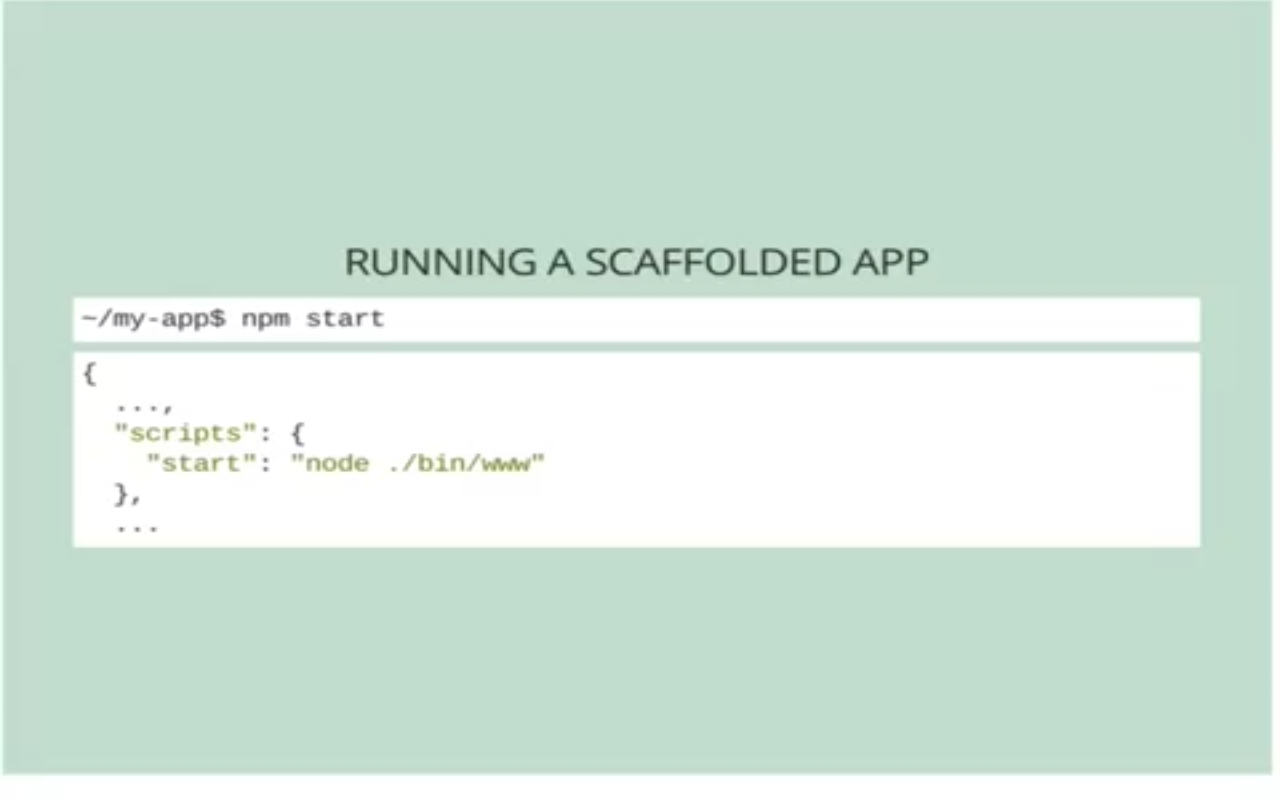 RUNNING A SCAFFOLDED APP
~/my-app$ npm start
{
  ...,
  "scripts": {
    "start": "node ./bin/www"
  },
  ...